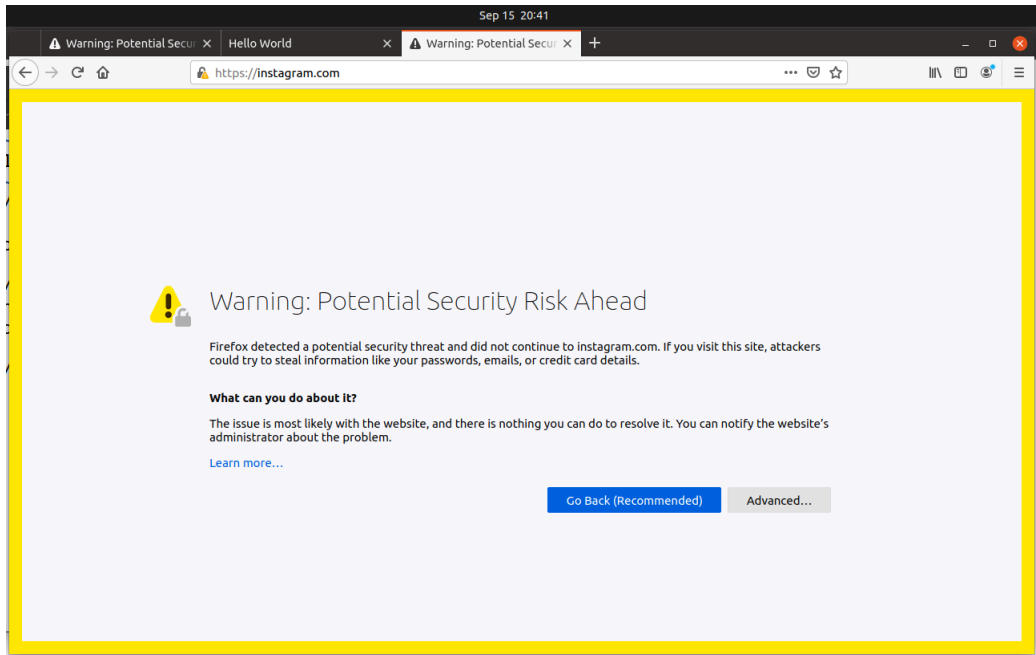 Sep 15 20:41
Warning: Potential Secur
Hello World
Warning: Potential Secur
https://instagram.com
Warning: Potential Security Risk Ahead
Firefox detected a potential security threat and did not continue to instagram.com. If you visit this site, attackers
could try to steal information like your passwords, emails, or credit card details.
What can you do about it?
The issue is most likely with the website, and there is nothing you can do to resolve it. You can notify the website’s
administrator about the problem.
Learn more…
Go Back (Recommended)
Advanced…